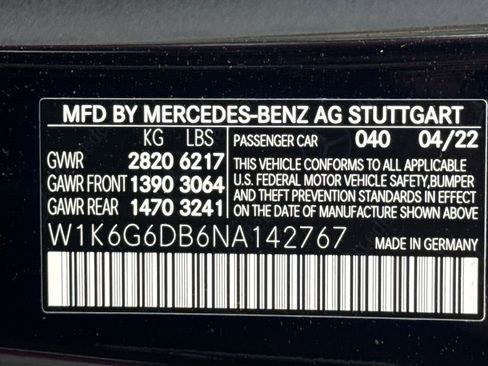 MFD BY MERCEDES-BENZ AG STUTTGART
KG LBS PASSENGER CAR 040 04/22
GVWR 2820 6217
GAWR FRONT 1390 3064
GAWR REAR 1470 3241
THIS VEHICLE CONFORMS TO ALL APPLICABLE
U.S. FEDERAL MOTOR VEHICLE SAFETY, BUMPER
AND THEFT PREVENTION STANDARDS IN EFFECT
ON THE DATE OF MANUFACTURE SHOWN ABOVE.
W1K6G6DB6NA142767 MADE IN GERMANY